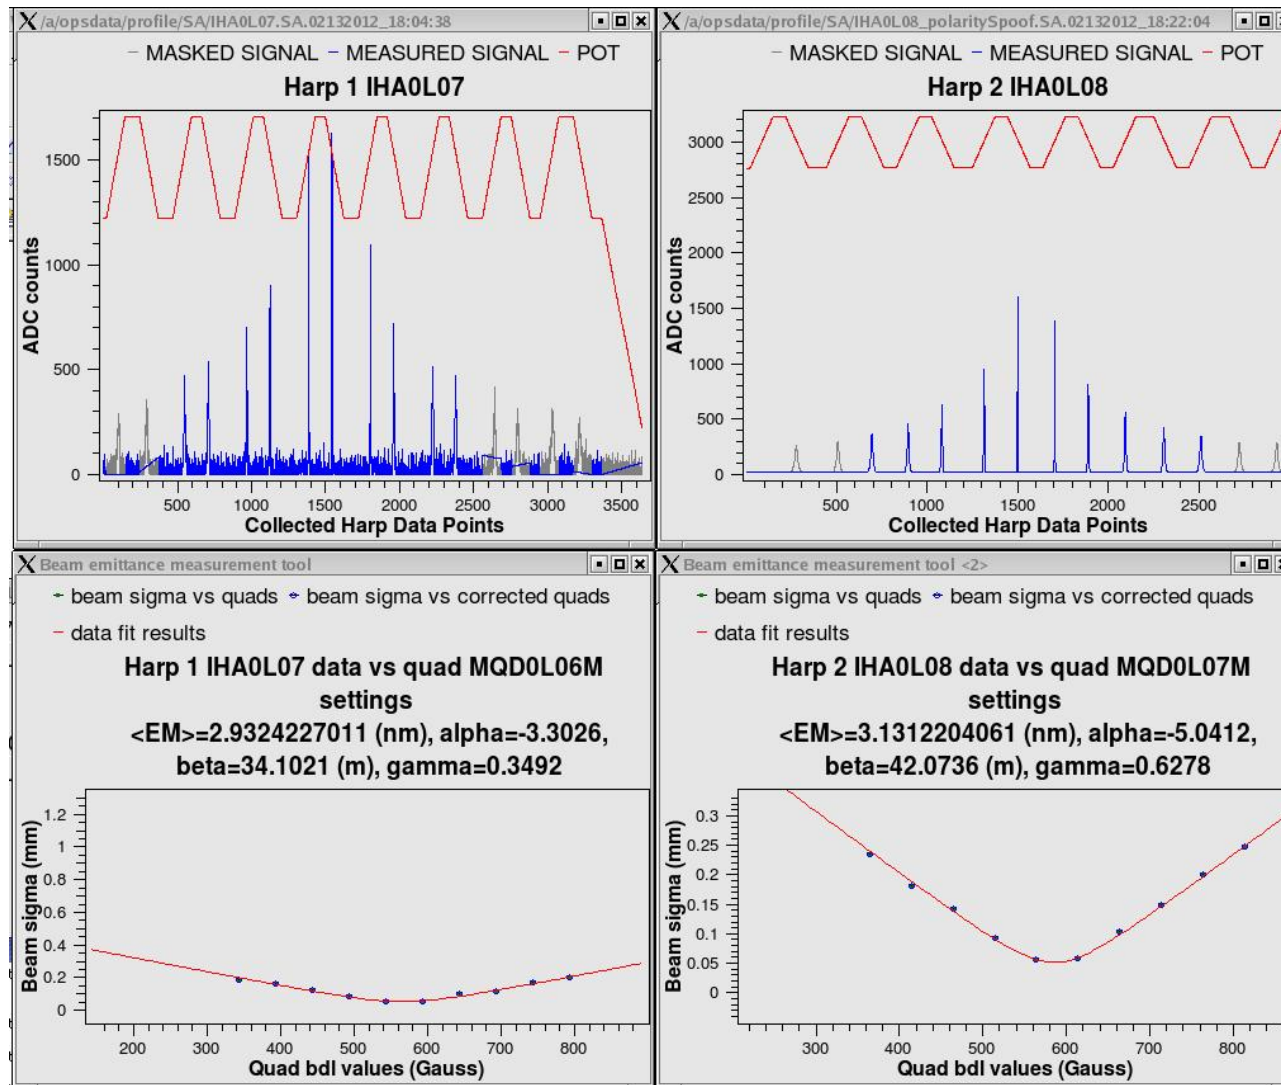 /a/opsdata/profile/SA/IHA0L07.SA.02132012_18:04:38
MASKED SIGNAL MEASURED SIGNAL POT
Harp 1 IHA0L07
ADC counts
1500
1000
500
0
500 1000 1500 2000 2500 3000 3500
Collected Harp Data Points
/a/opsdata/profile/SA/IHA0L08_polaritySpoof.SA.02132012_18:22:04
MASKED SIGNAL MEASURED SIGNAL POT
Harp 2 IHA0L08
ADC counts
3000
2500
2000
1500
1000
500
0
500 1000 1500 2000 2500
Collected Harp Data Points
Beam emittance measurement tool
beam sigma vs quads beam sigma vs corrected quads
data fit results
Harp 1 IHA0L07 data vs quad MQD0L06M
settings
<EM>=2.9324227011 (nm), alpha=-3.3026,
beta=34.1021 (m), gamma=0.3492
Beam sigma (mm)
1.2
1
0.8
0.6
0.4
0.2
0
200 300 400 500 600 700 800
Quad bdl values (Gauss)
Beam emittance measurement tool <2>
beam sigma vs quads beam sigma vs corrected quads
data fit results
Harp 2 IHA0L08 data vs quad MQD0L07M
settings
<EM>=3.1312204061 (nm), alpha=-5.0412,
beta=42.0736 (m), gamma=0.6278
Beam sigma (mm)
0.3
0.25
0.2
0.15
0.1
0.05
0
300 400 500 600 700 800
Quad bdl values (Gauss)